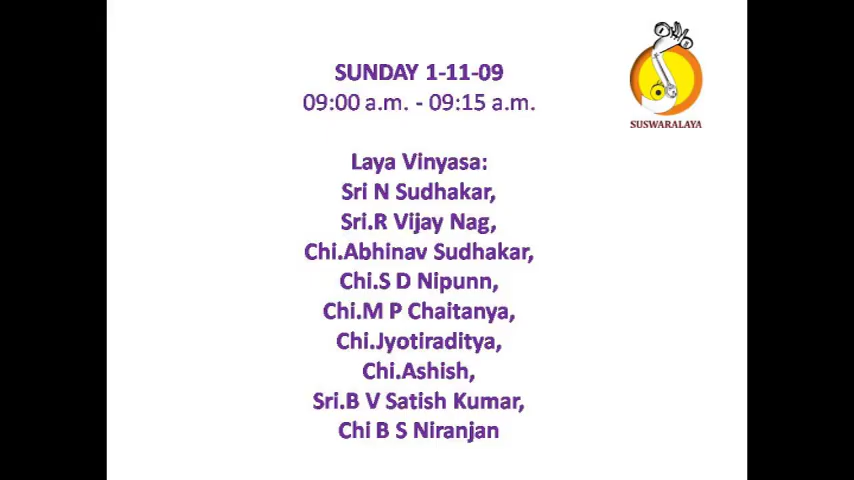 SUNDAY 1-11-09
09:00 a.m. - 09:15 a.m.
SUSWARALAYA
Laya Vinyasa:
Sri N Sudhakar,
Sri.R Vijay Nag,
Chi.Abhinav Sudhakar,
Chi.S D Nipunn,
Chi.M P Chaitanya,
Chi.Jyotiraditya,
Chi.Ashish,
Sri.B V Satish Kumar,
Chi B S Niranjan